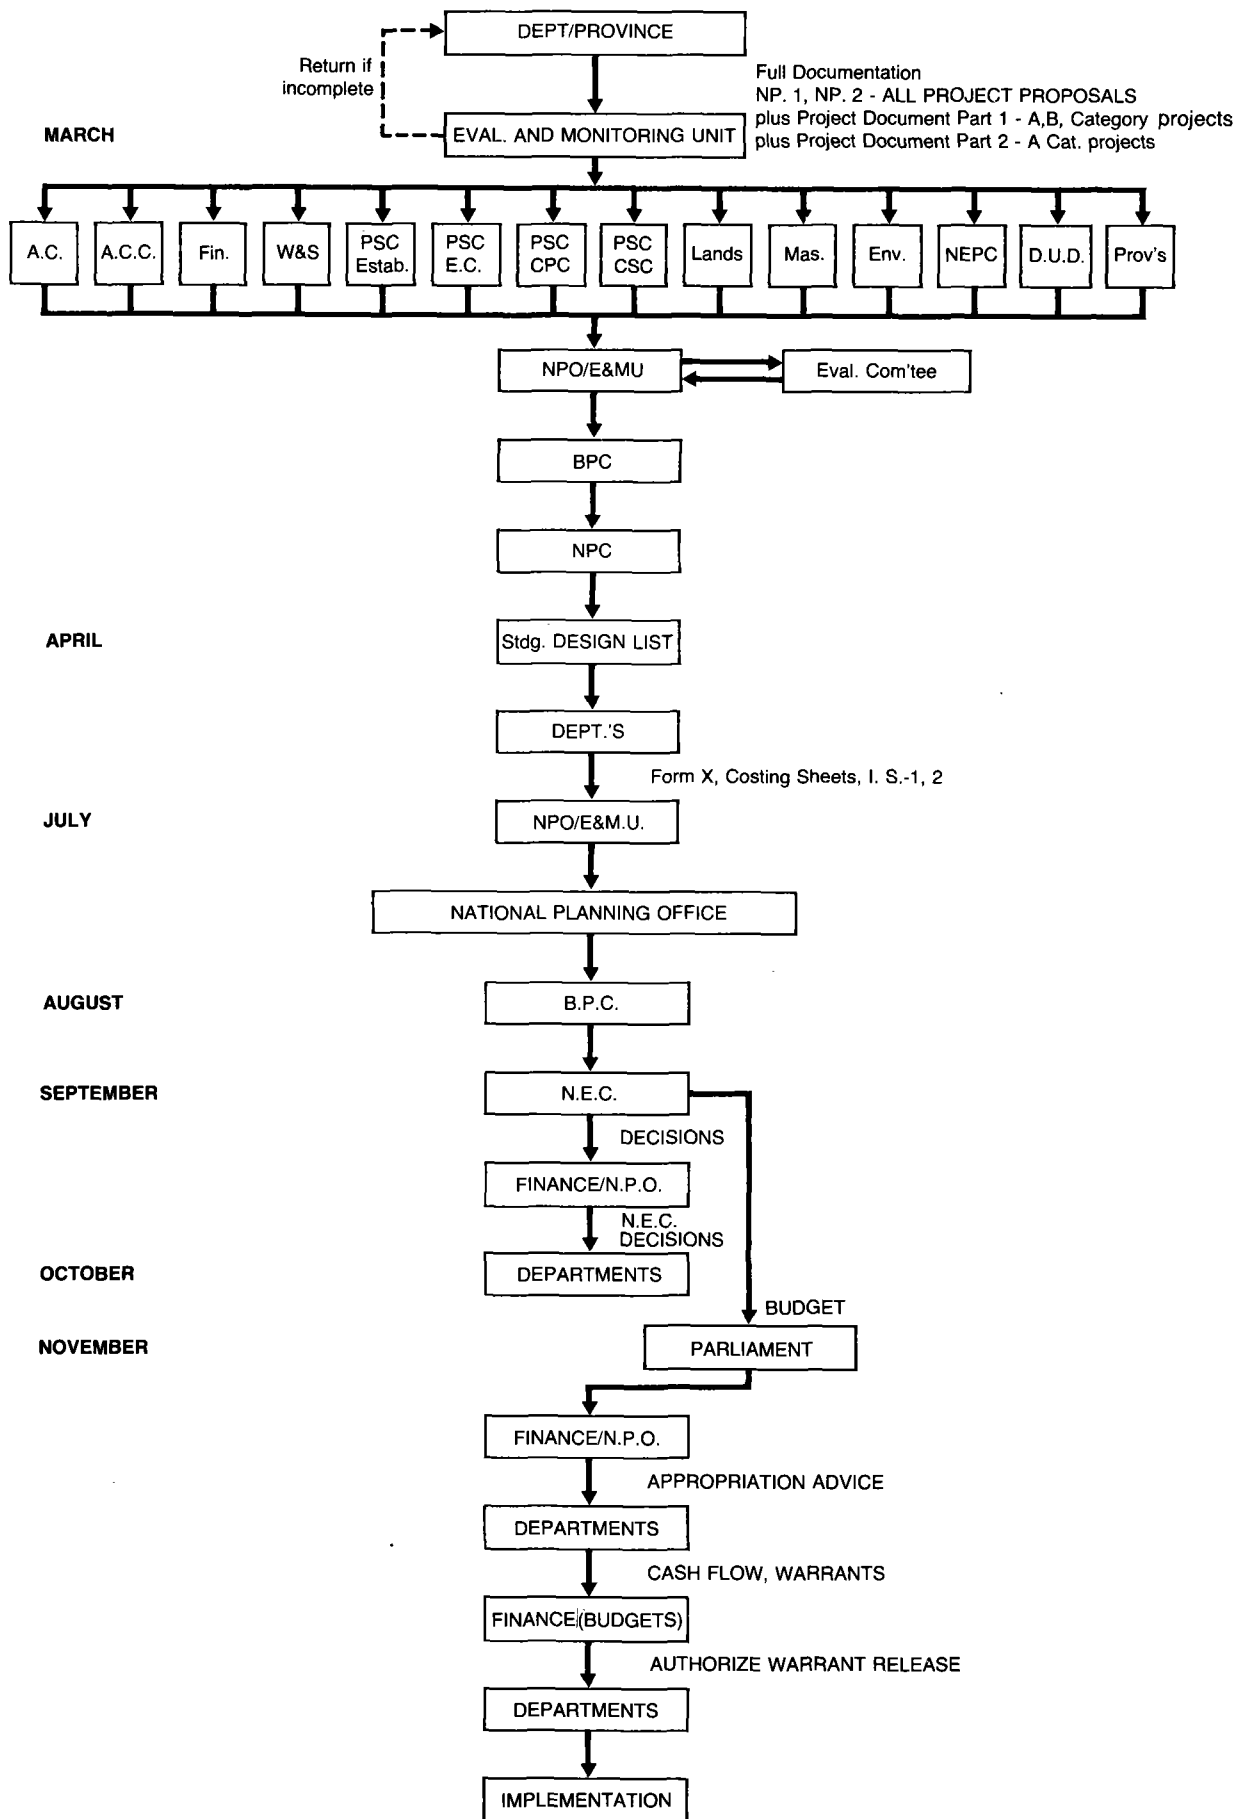 DEPT/PROVINCE
Return if
incomplete
Full Documentation
NP. 1, NP. 2 - ALL PROJECT PROPOSALS
plus Project Document Part 1 - A,B, Category projects
plus Project Document Part 2 - A Cat. projects
MARCH
EVAL. AND MONITORING UNIT
A.C.
A.C.C.
Fin.
W&S
PSC
Estab.
PSC
E.C.
PSC
CPC
PSC
CSC
Lands
Mas.
Env.
NEPC
D.U.D.
Prov's
NPO/E&MU
Eval. Com'tee
BPC
NPC
APRIL
Stdg. DESIGN LIST
DEPT.'S
Form X, Costing Sheets, I. S.-1, 2
JULY
NPO/E&M.U.
NATIONAL PLANNING OFFICE
AUGUST
B.P.C.
SEPTEMBER
N.E.C.
DECISIONS
FINANCE/N.P.O.
N.E.C.
DECISIONS
OCTOBER
DEPARTMENTS
BUDGET
NOVEMBER
PARLIAMENT
FINANCE/N.P.O.
APPROPRIATION ADVICE
DEPARTMENTS
CASH FLOW, WARRANTS
FINANCE (BUDGETS)
AUTHORIZE WARRANT RELEASE
DEPARTMENTS
IMPLEMENTATION